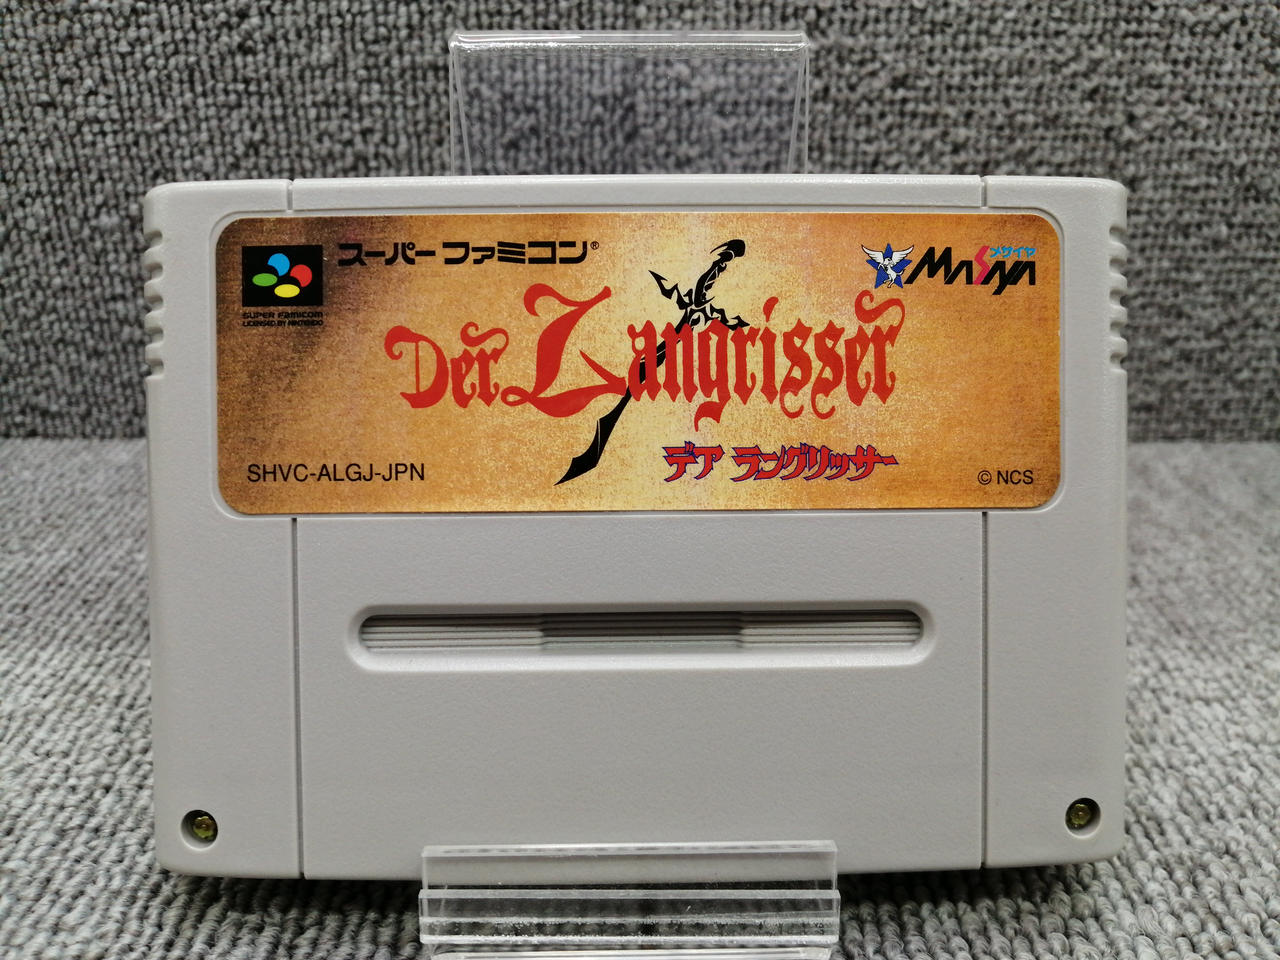 スーパーファミコン®
SUPER FAMICOM
LICENSED BY NINTENDO
メサイヤ
MASAYA
Der Langrisser
デア ラングリッサー
SHVC-ALGJ-JPN
© NCS